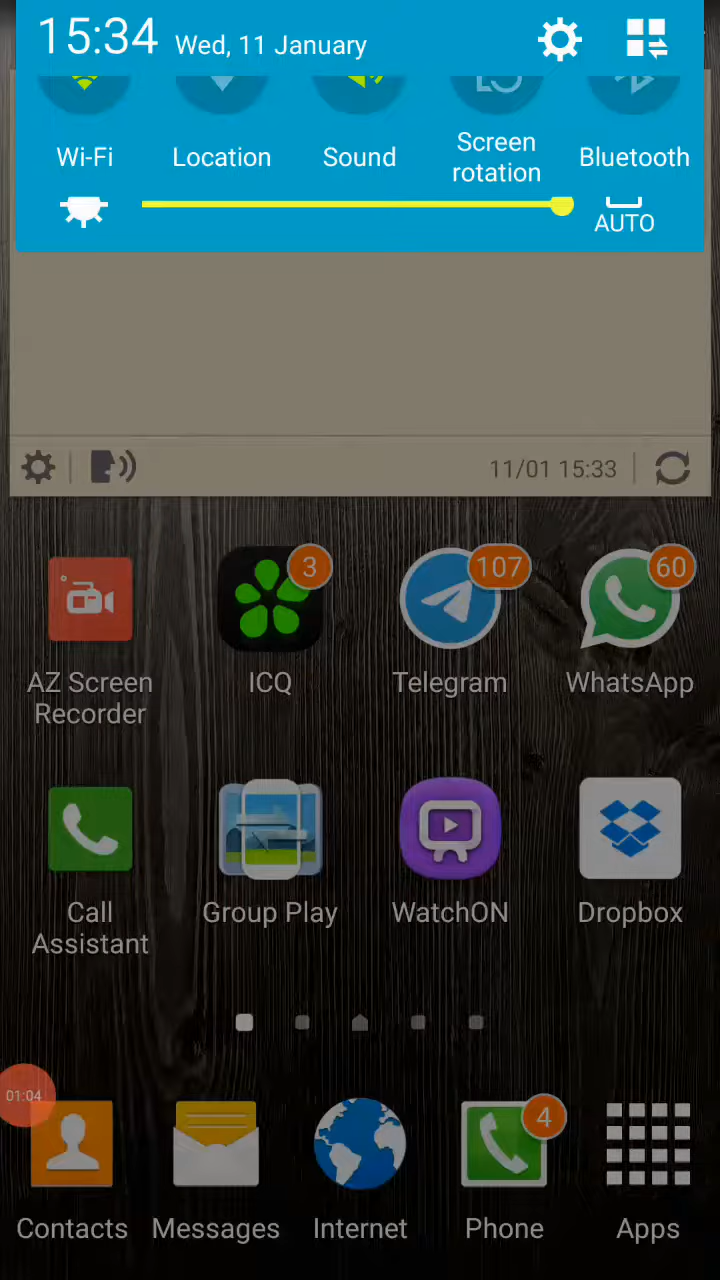 15:34 Wed, 11 January
Wi-Fi Location Sound Screen rotation Bluetooth
AUTO
11/01 15:33
3 107 60
AZ Screen Recorder ICQ Telegram WhatsApp
Call Assistant Group Play WatchON Dropbox
01:04
4
Contacts Messages Internet Phone Apps